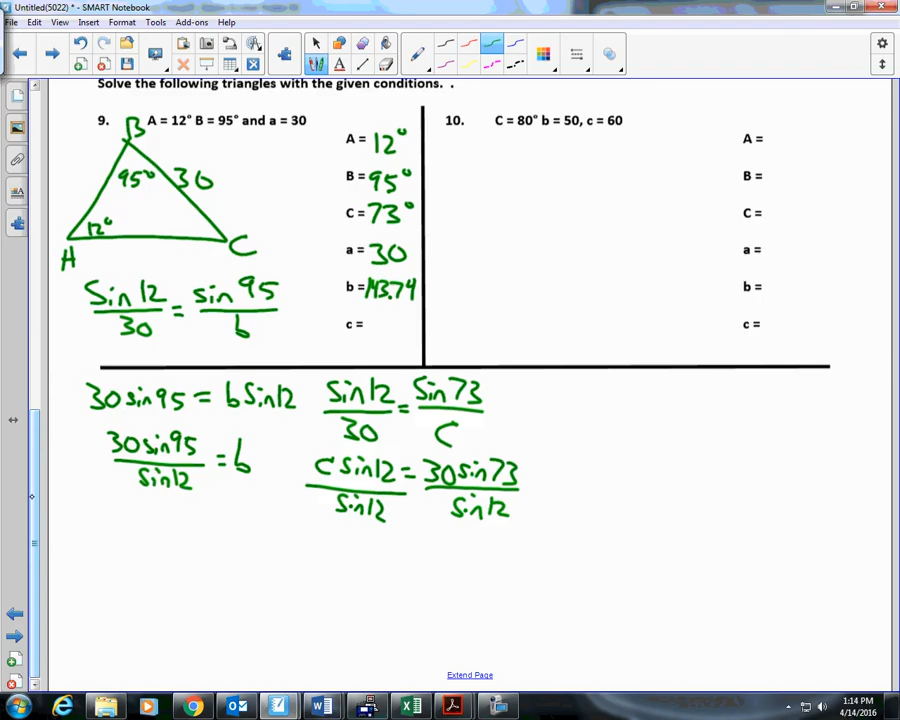 Untitled(5022) * - SMART Notebook
File Edit View Insert Format Tools Add-ons Help
Solve the following triangles with the given conditions. .
9. A = 12° B = 95° and a = 30
B
95° 30
12°
A C
A = 12°
B = 95°
C = 73°
a = 30
b = 143.74
c =
sin 12 / 30 = sin 95 / b
10. C = 80° b = 50, c = 60
A =
B =
C =
a =
b =
c =
30 sin 95 = b sin 12
30 sin 95 / sin 12 = b
sin 12 / 30 = sin 73 / c
c sin 12 / sin 12 = 30 sin 73 / sin 12
Extend Page
1:14 PM
4/14/2016